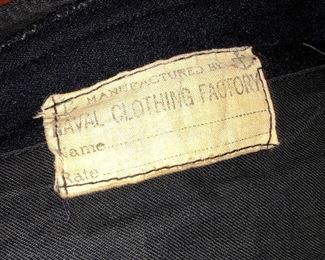 MANUFACTURED BY
NAVAL CLOTHING FACTORY
Name
Rate